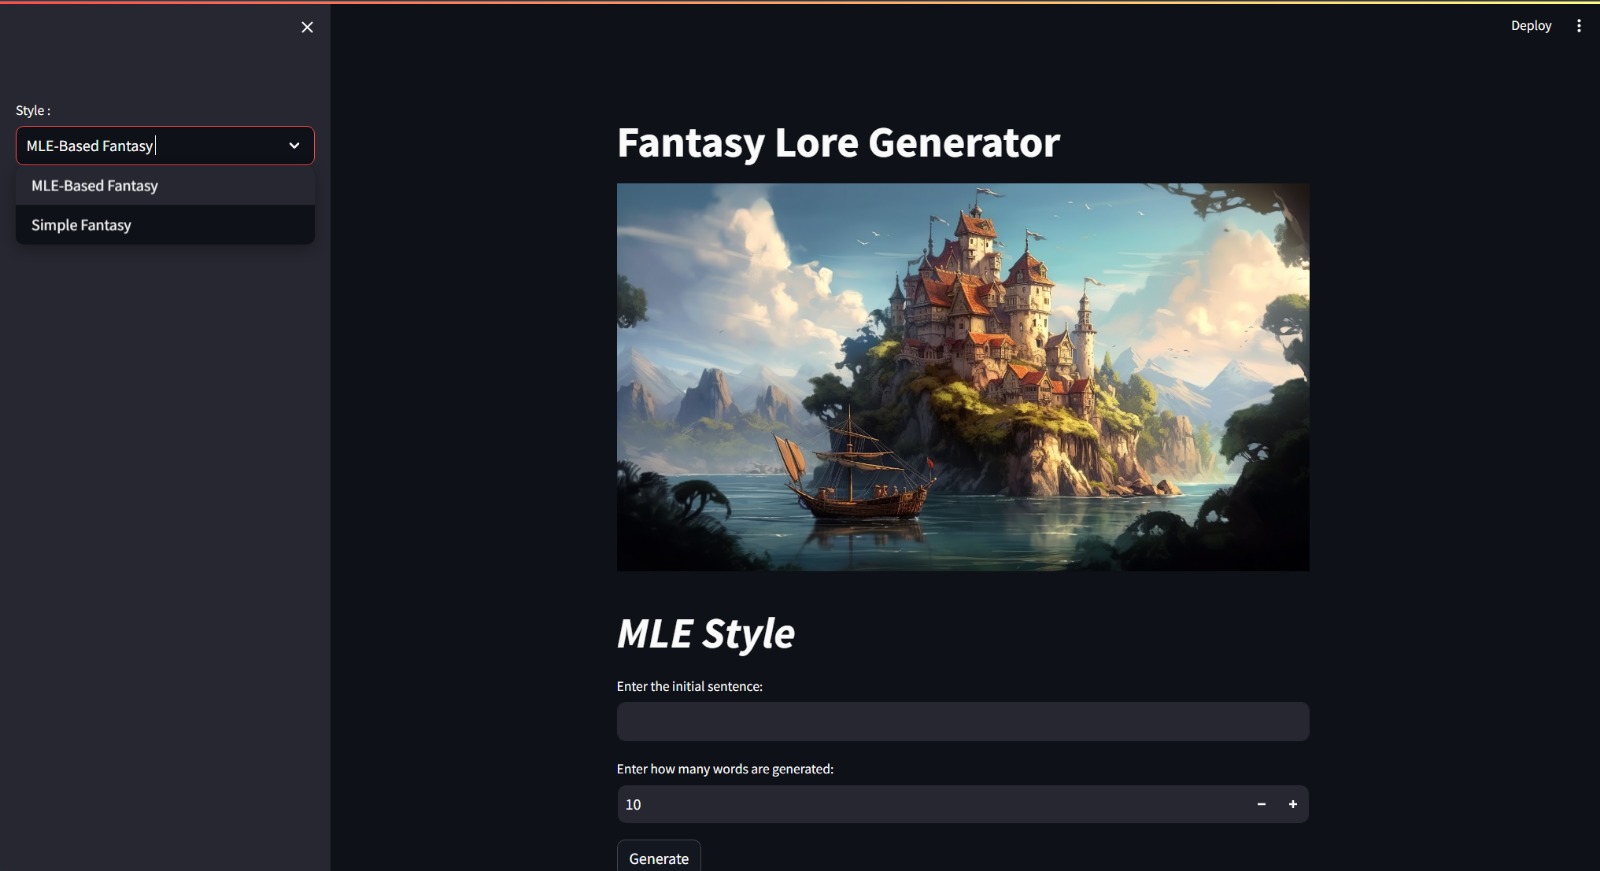 Deploy
Style :
MLE-Based Fantasy
MLE-Based Fantasy
Simple Fantasy
Fantasy Lore Generator
MLE Style
Enter the initial sentence:
Enter how many words are generated:
10
Generate